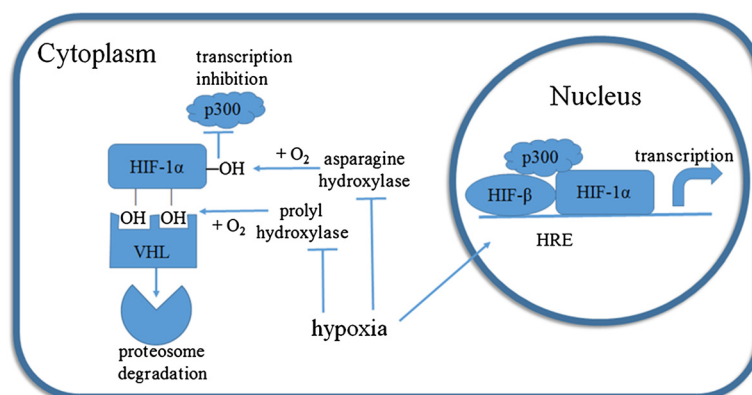 Cytoplasm
transcription
inhibition
p300
HIF-1α
OH
+ O2
asparagine
hydroxylase
OH
OH
+ O2
prolyl
hydroxylase
VHL
hypoxia
proteosome
degradation
Nucleus
p300
transcription
HIF-β
HIF-1α
HRE